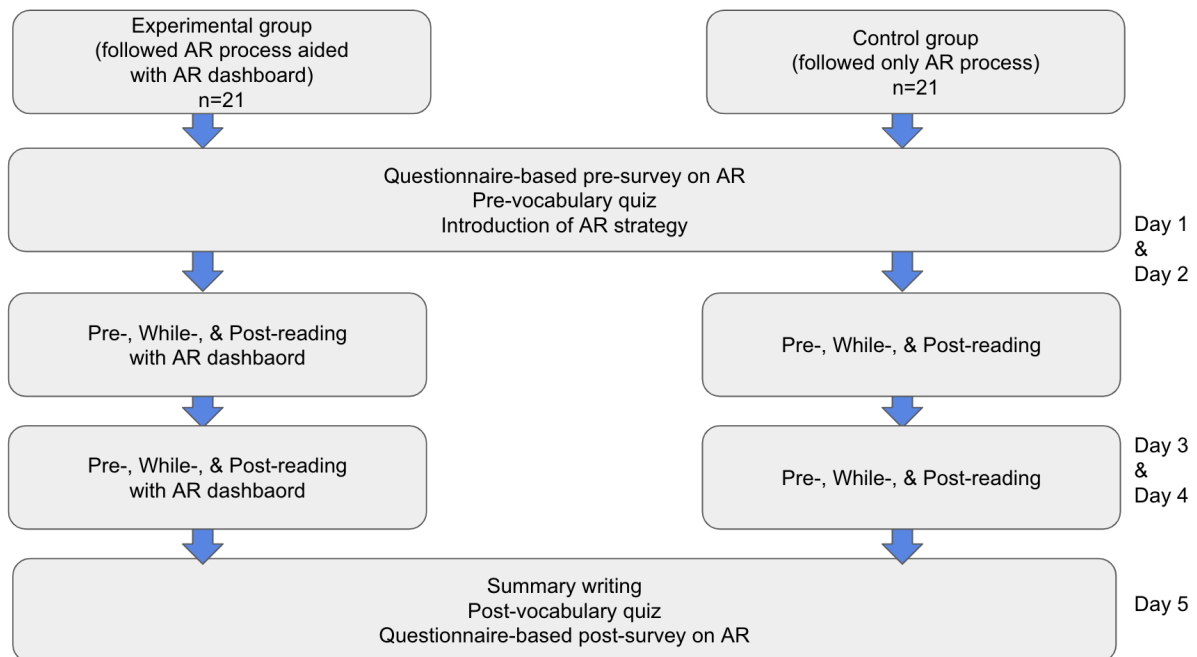 Experimental group
(followed AR process aided
with AR dashboard)
n=21
Control group
(followed only AR process)
n=21
Questionnaire-based pre-survey on AR
Pre-vocabulary quiz
Introduction of AR strategy
Day 1
&
Day 2
Pre-, While-, & Post-reading
with AR dashbaord
Pre-, While-, & Post-reading
Pre-, While-, & Post-reading
with AR dashbaord
Pre-, While-, & Post-reading
Day 3
&
Day 4
Summary writing
Post-vocabulary quiz
Questionnaire-based post-survey on AR
Day 5